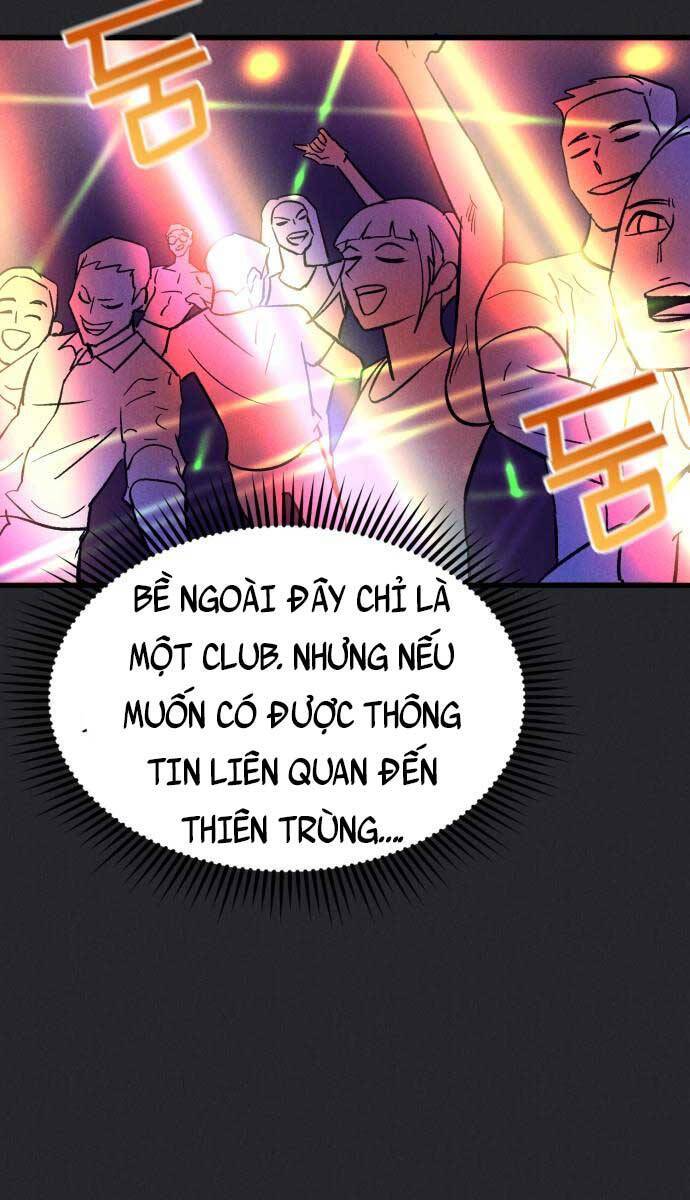 둠
둠
BỀ NGOÀI ĐÂY CHỈ LÀ
MỘT CLUB. NHƯNG NẾU
MUỐN CÓ ĐƯỢC THÔNG
TIN LIÊN QUAN ĐẾN
THIÊN TRÙNG....